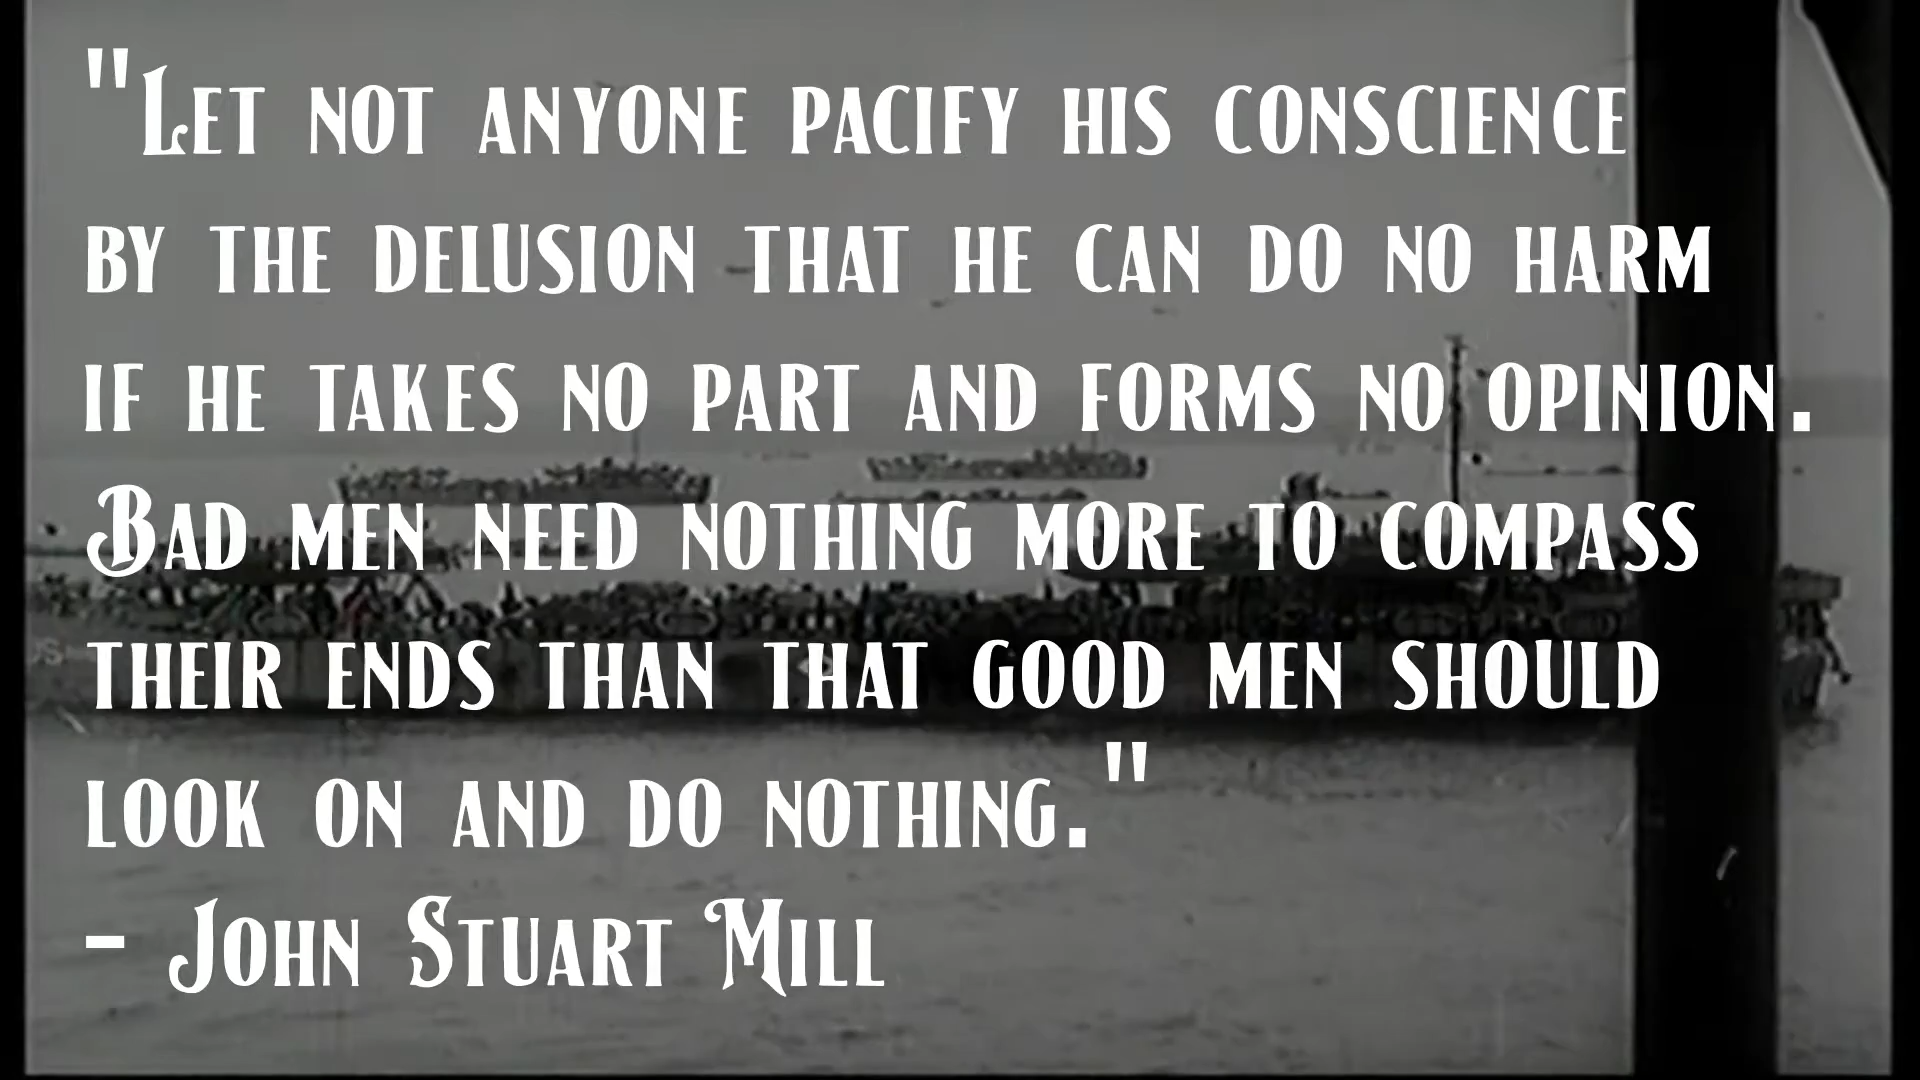 "Let not anyone pacify his conscience
by the delusion that he can do no harm
if he takes no part and forms no opinion.
Bad men need nothing more to compass
their ends than that good men should
look on and do nothing."
- John Stuart Mill